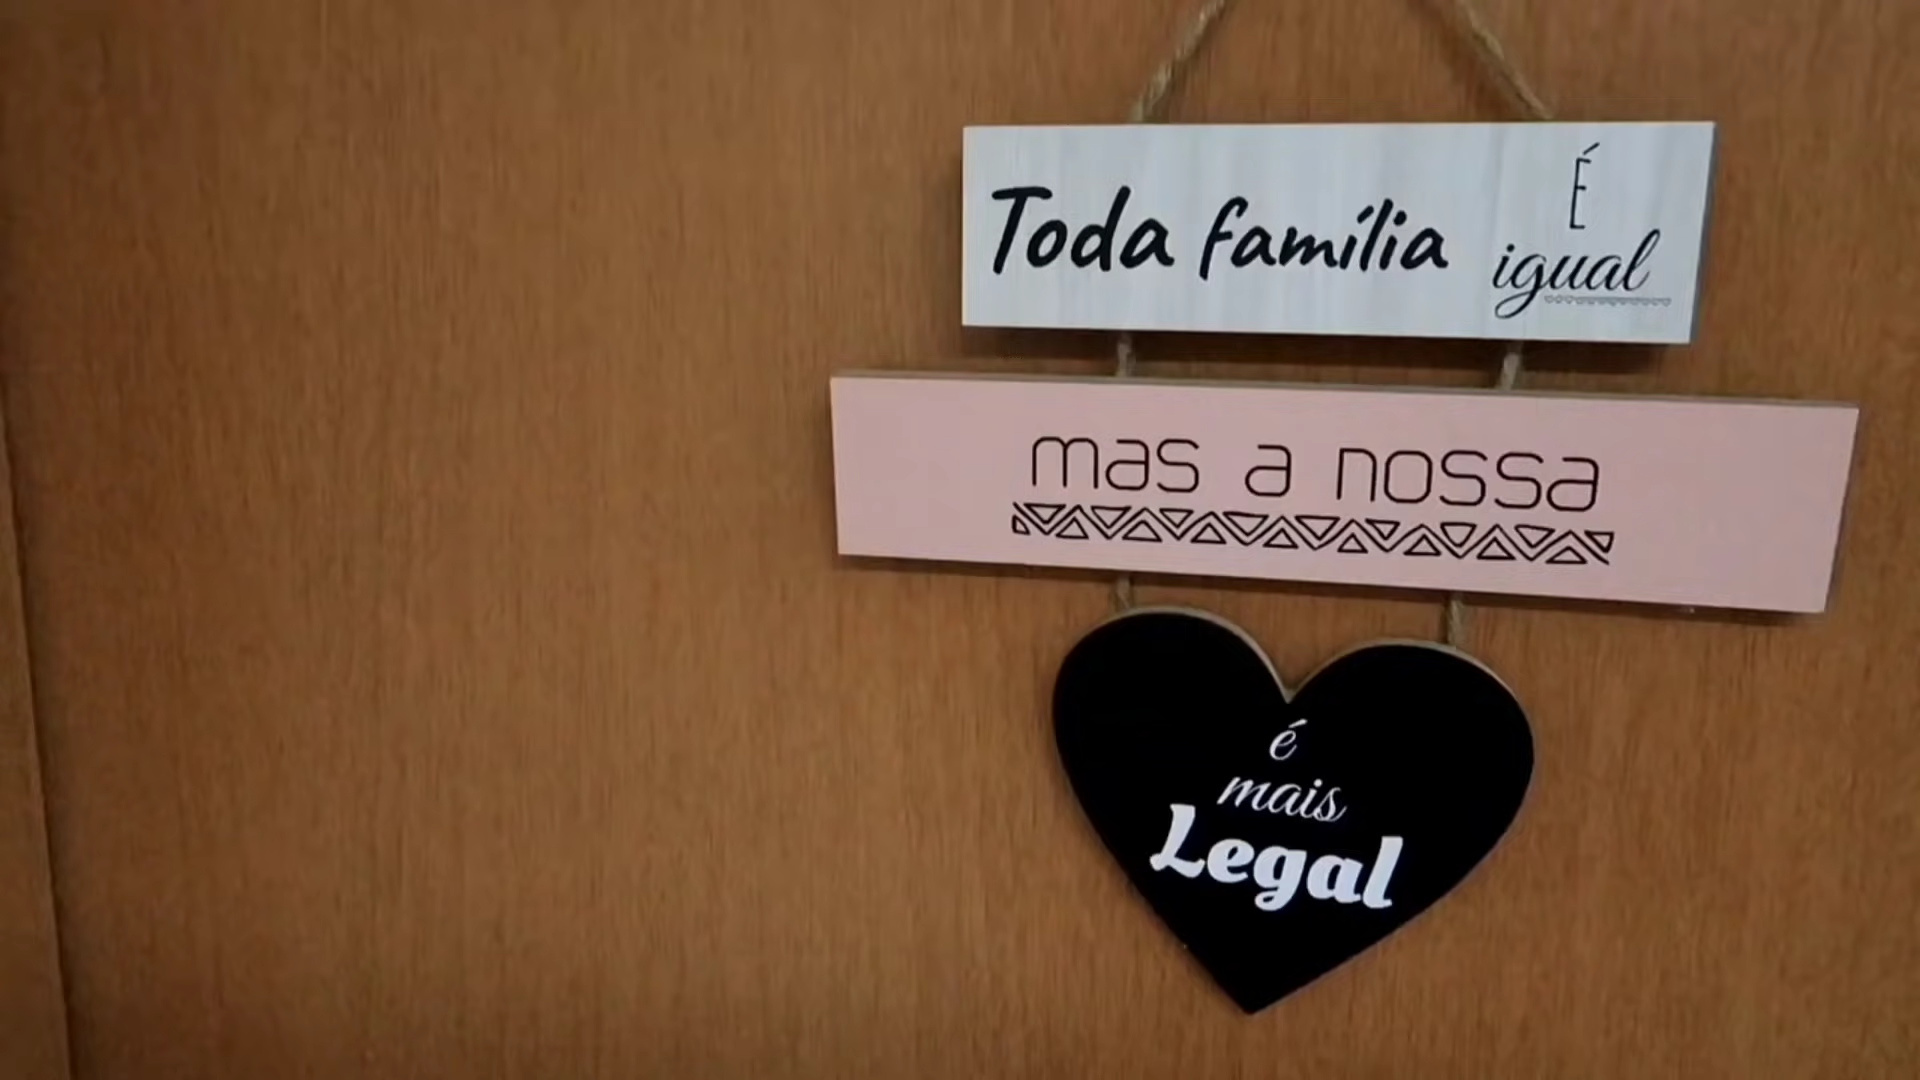 Toda família É
igual
mas a nossa
é
mais
Legal